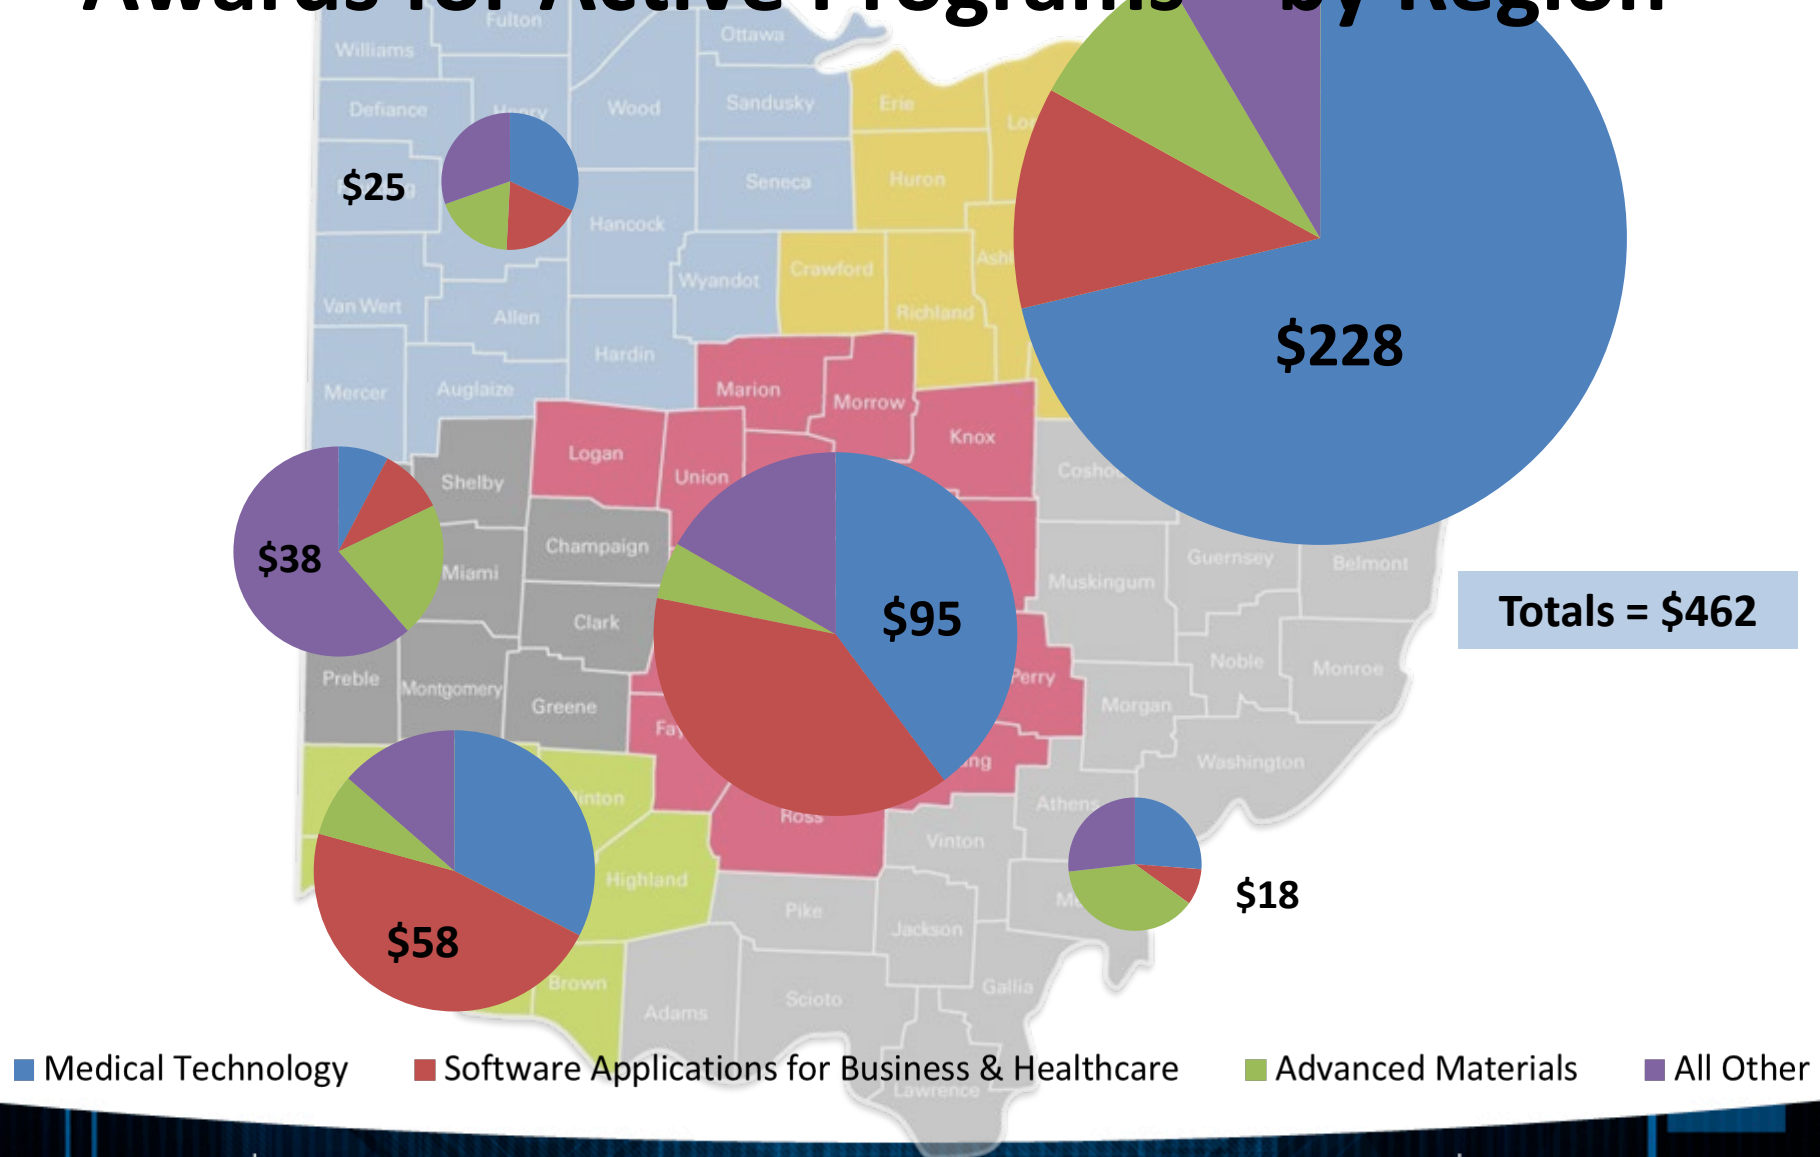 Awards for Active Programs – by Region
Fulton
Williams
Ottawa
Defiance
Henry
Wood
Sandusky
Erie
$25
Seneca
Huron
Hancock
Wyandot
Crawford
Van Wert
Allen
Richland
$228
Hardin
Mercer
Auglaize
Marion
Morrow
Knox
Logan
Union
Shelby
$38
Miami
Champaign
Muskingum
Guernsey
Belmont
Clark
$95
Totals = $462
Preble
Montgomery
Greene
Perry
Noble
Monroe
Morgan
Washington
Athens
Ross
Vinton
Highland
$58
$18
Pike
Jackson
Brown
Adams
Scioto
Gallia
Medical Technology
Software Applications for Business & Healthcare
Advanced Materials
All Other
Lawrence